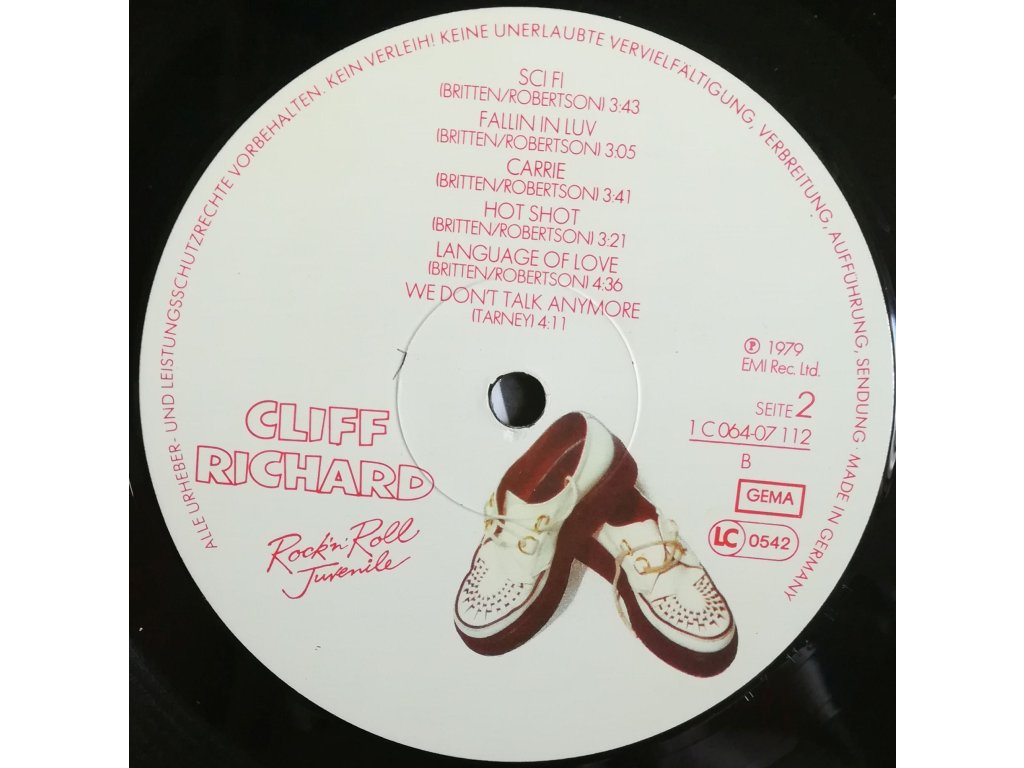 ALLE URHEBER- UND LEISTUNGSSCHUTZRECHTE VORBEHALTEN. KEIN VERLEIH! KEINE UNERLAUBTE VERVIELFÄLTIGUNG, VERBREITUNG, AUFFÜHRUNG, SENDUNG · MADE IN GERMANY
SCI FI
(BRITTEN/ROBERTSON) 3:43
FALLIN IN LUV
(BRITTEN/ROBERTSON) 3:05
CARRIE
(BRITTEN/ROBERTSON) 3:41
HOT SHOT
(BRITTEN/ROBERTSON) 3:21
LANGUAGE OF LOVE
(BRITTEN/ROBERTSON) 4:36
WE DON'T TALK ANYMORE
(TARNEY) 4:11
℗ 1979
EMI Rec. Ltd.
SEITE 2
1 C 064-07 112
B
GEMA
LC 0542
CLIFF
RICHARD
Rock'n'Roll
Juvenile